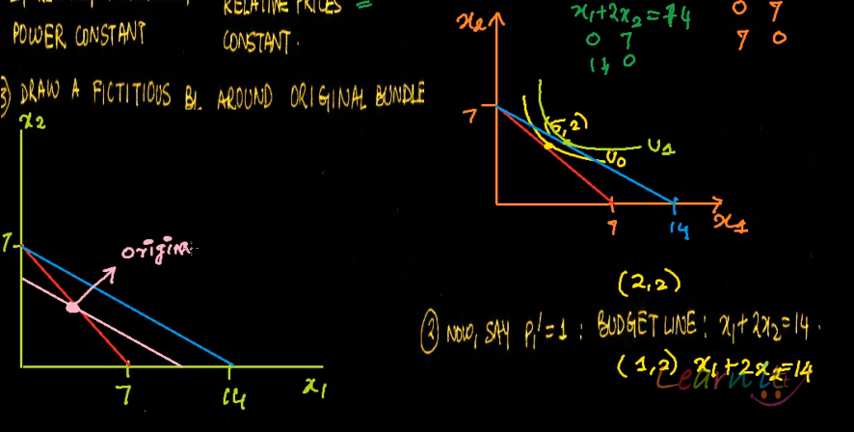 RELATIVE PRICES =
POWER CONSTANT
CONSTANT.
3) DRAW A FICTITIOUS BL AROUND ORIGINAL BUNDLE
x2
7
origina
7
14
x1
x1+2x2=14
0 7
14 0
0 7
7 0
x2
7
(5,2)
U1
U0
7
14
x1
(2,2)
② NOW, SAY P1'=1 : BUDGET LINE: x1+2x2=14.
(1,2) x1+2x2=14